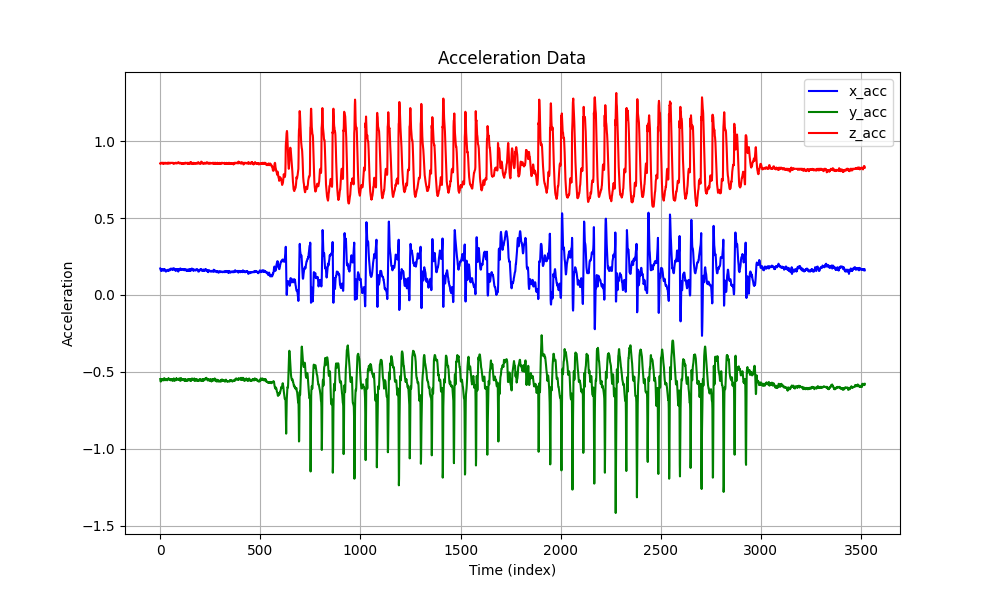 Acceleration Data
x_acc
y_acc
z_acc
1.0
0.5
0.0
−0.5
−1.0
−1.5
Acceleration
0 500 1000 1500 2000 2500 3000 3500
Time (index)